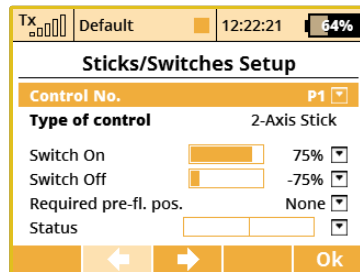 Tx Default 12:22:21 64%
Sticks/Switches Setup
Control No. P1
Type of control 2-Axis Stick
Switch On 75%
Switch Off -75%
Required pre-fl. pos. None
Status
Ok